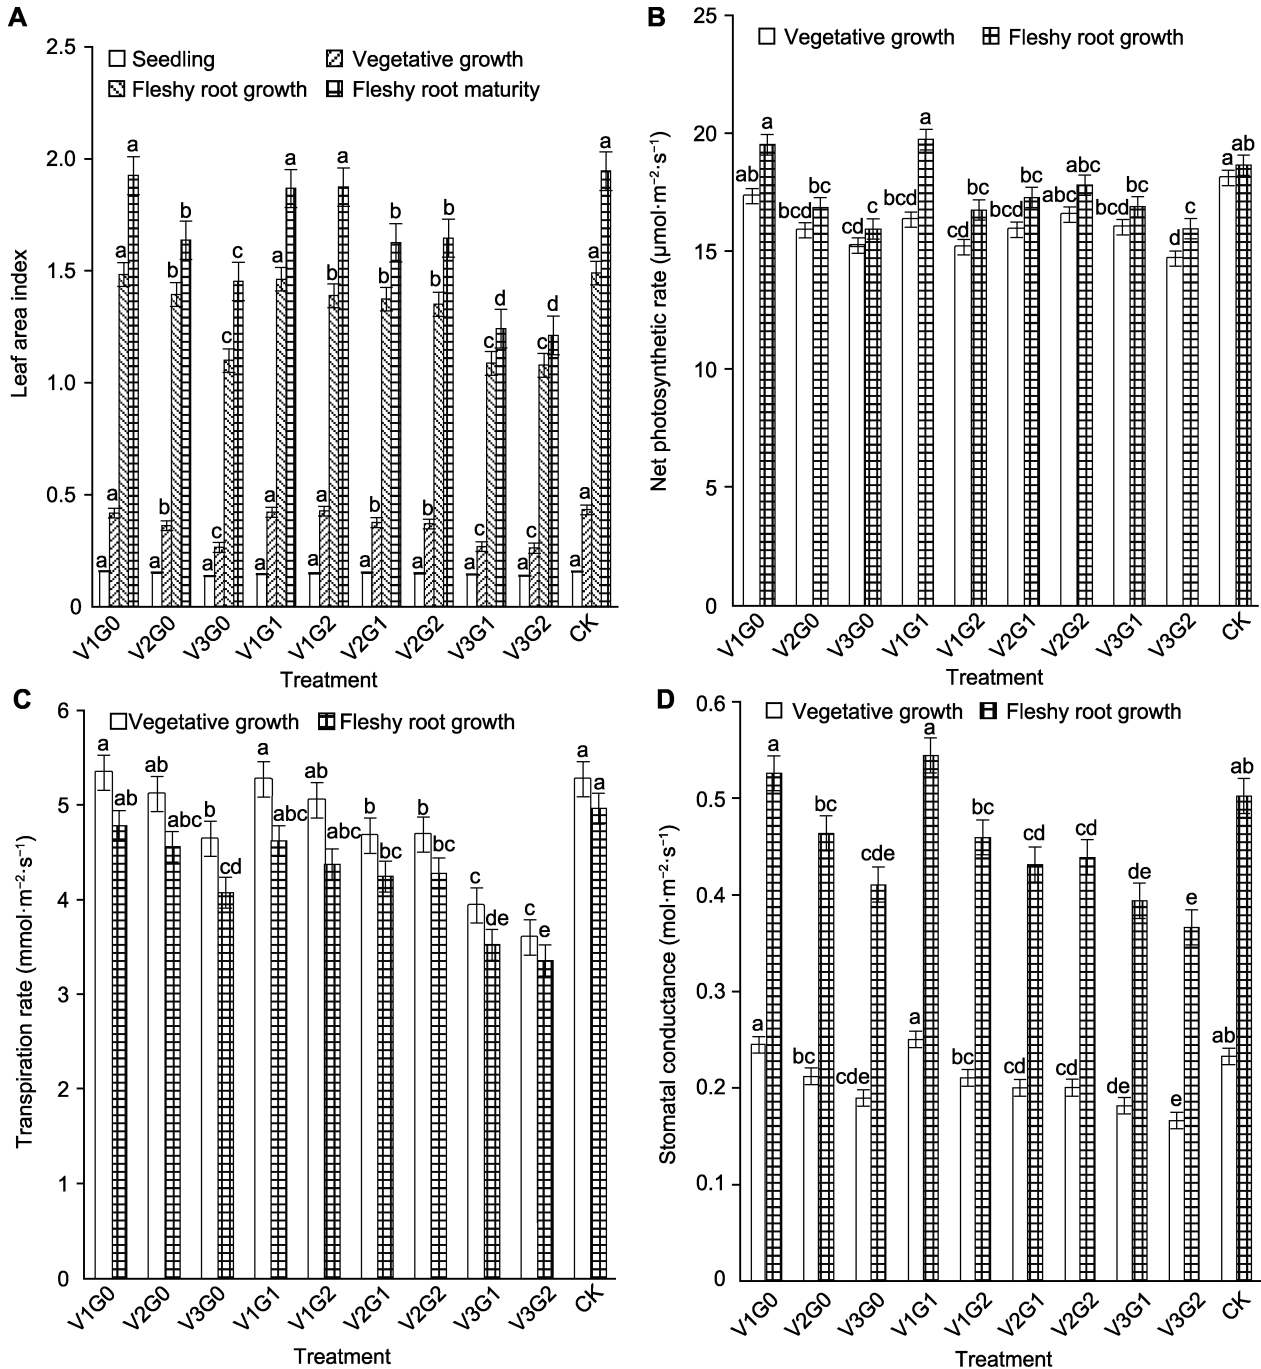 A
2.5
2.0
1.5
1.0
0.5
0
Leaf area index
Seedling
Vegetative growth
Fleshy root growth
Fleshy root maturity
a a a a
a b b b
a c c c
a a a a
a a b a
a b b b
a b b b
a c c d
a c c d
a a a a
V1G0 V2G0 V3G0 V1G1 V1G2 V2G1 V2G2 V3G1 V3G2 CK
Treatment
B
25
20
15
10
5
0
Net photosynthetic rate (μmol·m−2·s−1)
Vegetative growth
Fleshy root growth
ab a
bcd bc
cd c
bcd a
cd bc
bcd bc
abc abc
bcd bc
d c
a ab
V1G0 V2G0 V3G0 V1G1 V1G2 V2G1 V2G2 V3G1 V3G2 CK
Treatment
C
6
5
4
3
2
1
0
Transpiration rate (mmol·m−2·s−1)
Vegetative growth
Fleshy root growth
a ab
ab abc
b cd
a abc
ab abc
b bc
b bc
c de
c e
a a
V1G0 V2G0 V3G0 V1G1 V1G2 V2G1 V2G2 V3G1 V3G2 CK
Treatment
D
0.6
0.5
0.4
0.3
0.2
0.1
0
Stomatal conductance (mol·m−2·s−1)
Vegetative growth
Fleshy root growth
a a
bc bc
cde cde
a a
bc bc
cd cd
cd cd
de de
e e
ab ab
V1G0 V2G0 V3G0 V1G1 V1G2 V2G1 V2G2 V3G1 V3G2 CK
Treatment